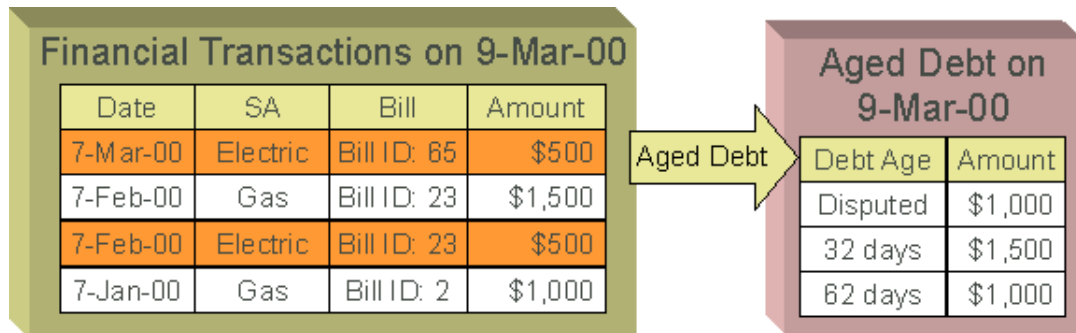 Financial Transactions on 9-Mar-00
Date SA Bill Amount
7-Mar-00 Electric Bill ID: 65 $500
7-Feb-00 Gas Bill ID: 23 $1,500
7-Feb-00 Electric Bill ID: 23 $500
7-Jan-00 Gas Bill ID: 2 $1,000
Aged Debt
Aged Debt on
9-Mar-00
Debt Age Amount
Disputed $1,000
32 days $1,500
62 days $1,000